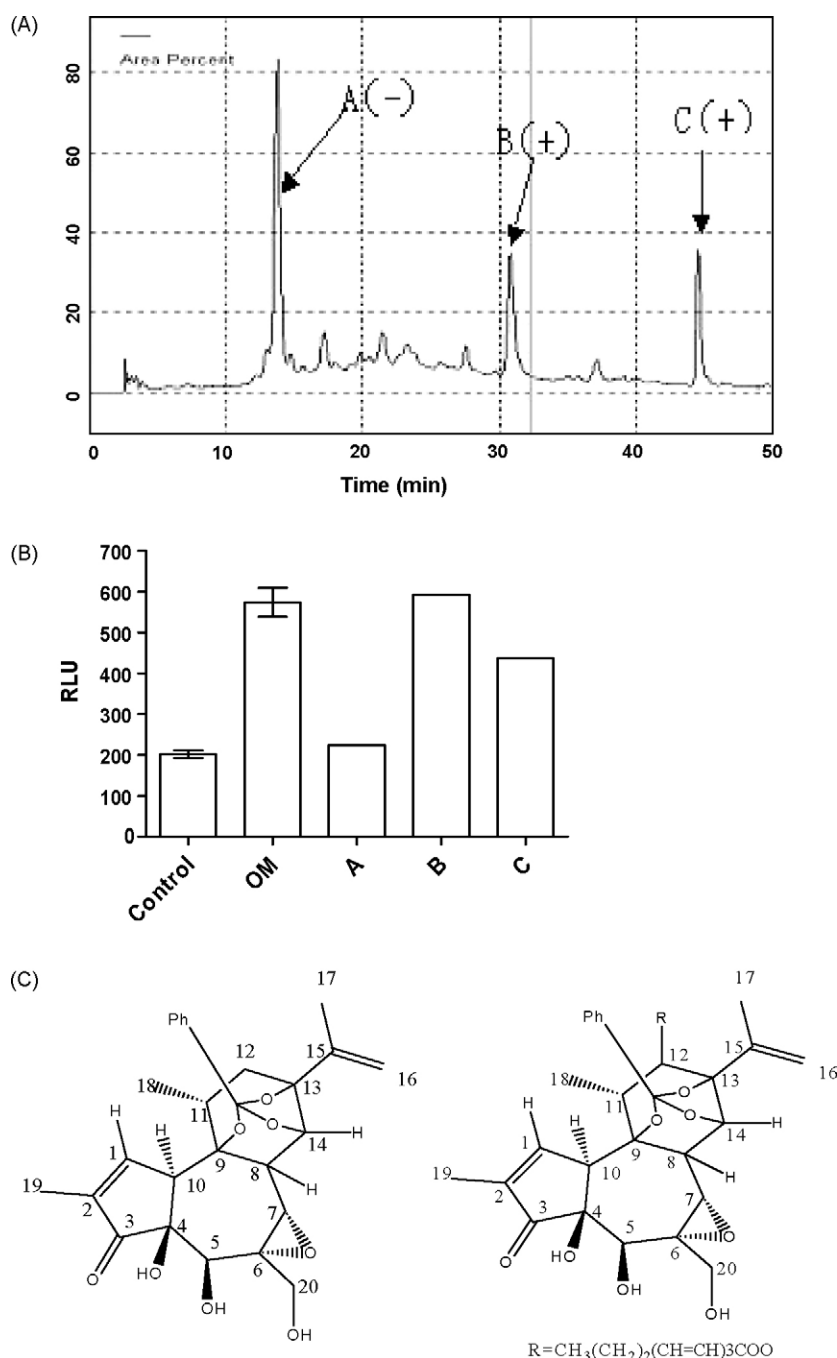 (A)
Area Percent
A (−)
B (+)
C (+)
80
60
40
20
0
0 10 20 30 40 50
Time (min)
(B)
700
600
500
400
300
200
100
0
RLU
Control OM A B C
(C)
17
Ph
12
15
16
18
13
O
11
O
H
H
O
14
H
1
9
8
19
10
H
2
7
3
4
5
6
O
O
HO
20
OH
OH
17
R
Ph
12
15
16
18
13
O
11
O
H
H
O
14
H
1
9
8
19
10
H
2
7
3
4
5
6
O
O
HO
20
OH
OH
R=CH3(CH2)2(CH=CH)3COO